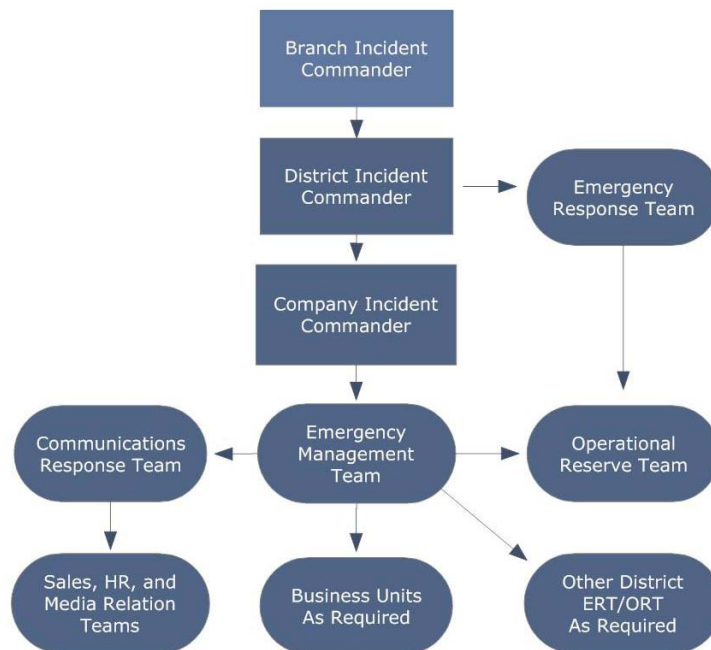 Branch Incident
Commander
District Incident
Commander
Emergency
Response Team
Company Incident
Commander
Communications
Response Team
Emergency
Management
Team
Operational
Reserve Team
Sales, HR, and
Media Relation
Teams
Business Units
As Required
Other District
ERT/ORT
As Required